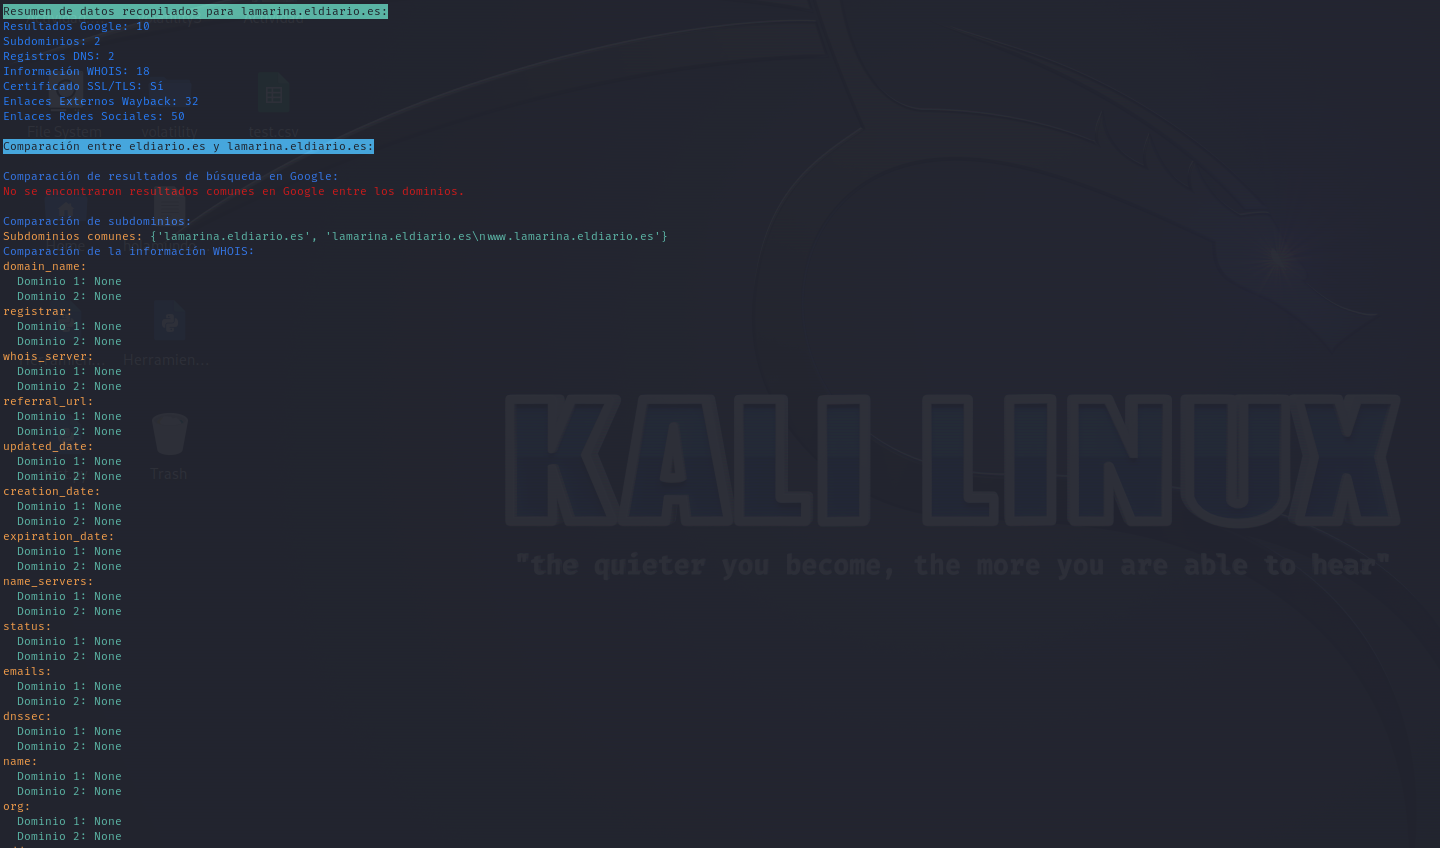 Resumen de datos recopilados para lamarina.eldiario.es:
Resultados Google: 10
Subdominios: 2
Registros DNS: 2
Información WHOIS: 18
Certificado SSL/TLS: Sí
Enlaces Externos Wayback: 32
Enlaces Redes Sociales: 50
File System
volatility
test.csv
Comparación entre eldiario.es y lamarina.eldiario.es:
Comparación de resultados de búsqueda en Google:
No se encontraron resultados comunes en Google entre los dominios.
Comparación de subdominios:
Subdominios comunes: {'lamarina.eldiario.es', 'lamarina.eldiario.es\nwww.lamarina.eldiario.es'}
Comparación de la información WHOIS:
domain_name:
Dominio 1: None
Dominio 2: None
registrar:
Dominio 1: None
Dominio 2: None
Herramien...
whois_server:
Dominio 1: None
Dominio 2: None
referral_url:
Dominio 1: None
Dominio 2: None
updated_date:
Dominio 1: None
Dominio 2: None
Trash
creation_date:
Dominio 1: None
Dominio 2: None
expiration_date:
Dominio 1: None
Dominio 2: None
name_servers:
Dominio 1: None
Dominio 2: None
status:
Dominio 1: None
Dominio 2: None
emails:
Dominio 1: None
Dominio 2: None
dnssec:
Dominio 1: None
Dominio 2: None
name:
Dominio 1: None
Dominio 2: None
org:
Dominio 1: None
Dominio 2: None
KALI LINUX
"the quieter you become, the more you are able to hear"